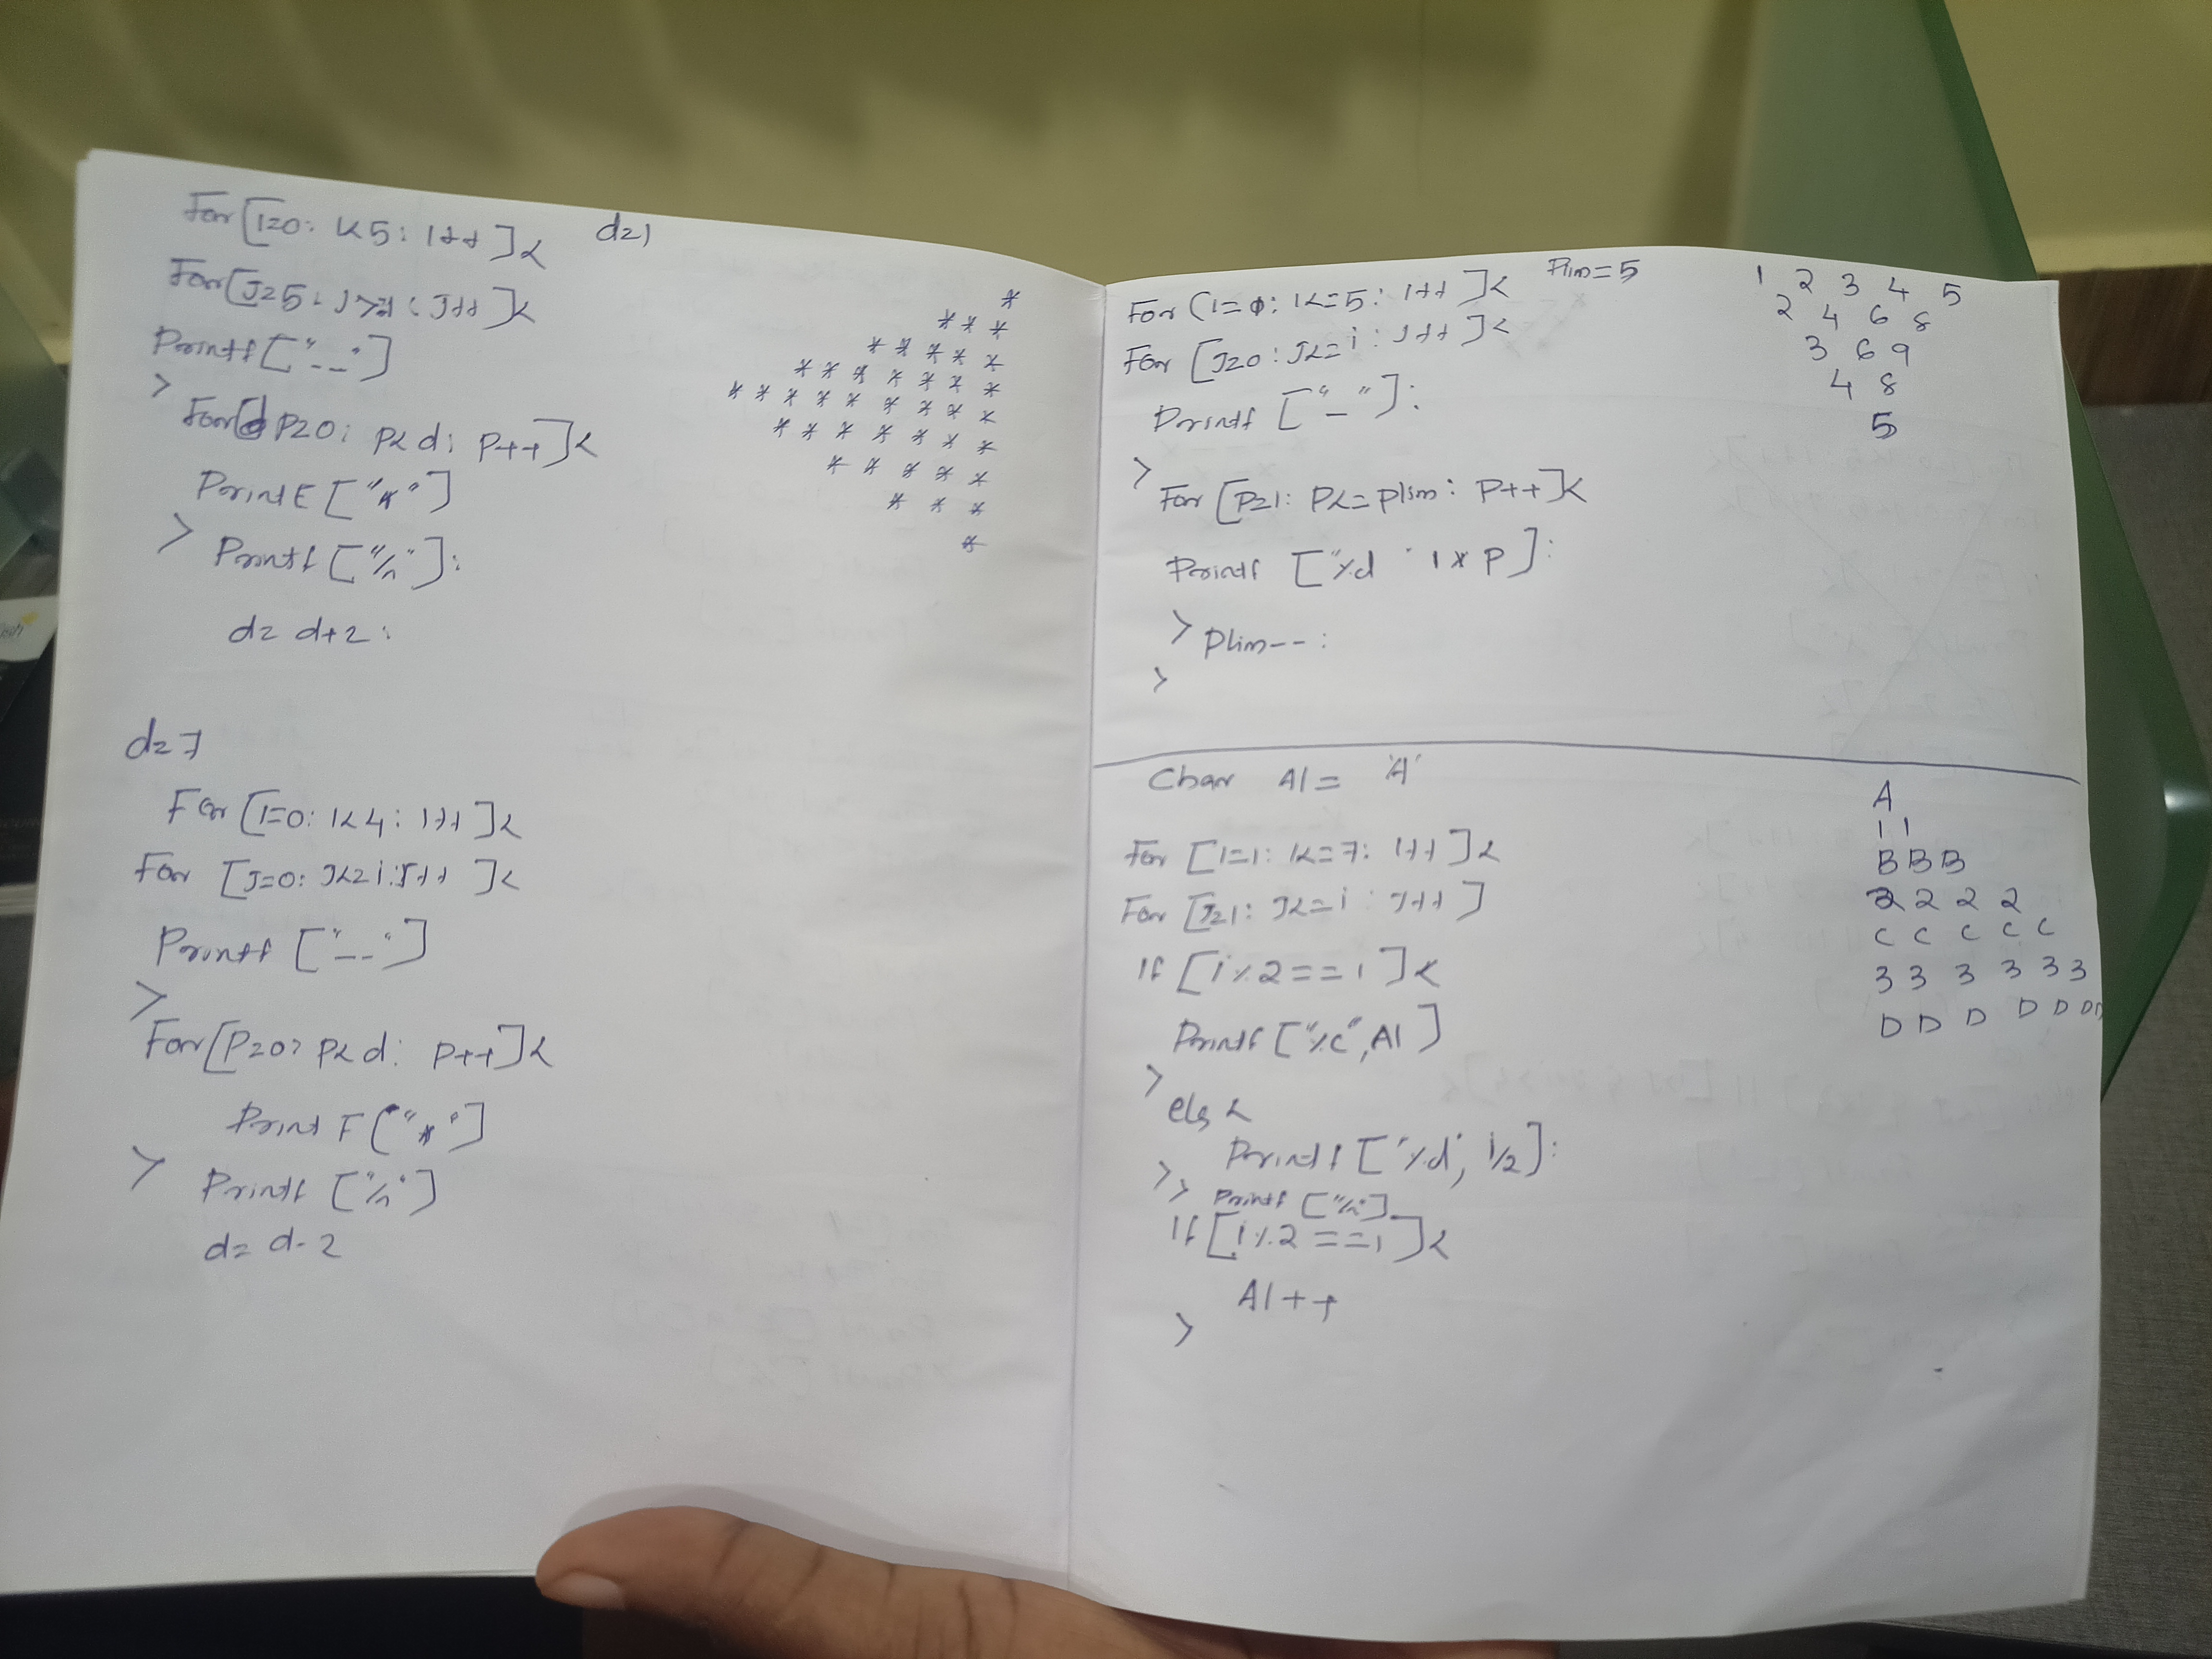 For [I=0: I<5: I++]<    d=1
For [J=5: J>=i: J++]<
Printf ["_ _"]
>
For [P=0: P<d: P++]<
Printf ["*"]
>
Printf ["\n"]:
d= d+2:
*
* * *
* * * * *
* * * * * * *
* * * * * * * * *
* * * * * * *
* * * * *
* * *
*
d=7
For [I=0: I<4: I++]<
For [J=0: J<=i: J++]<
Printf ["_ _"]
>
For [P=0: P<d: P++]<
PrintF ["*"]
>
Printf ["\n"]
d= d-2
For (I=0: I<=5: I++]<    Plim=5
For [J=0: J<=i: J++]<
Printf ["_"]:
>
For [P=1: P<=plim: P++]<
Printf ["%d " I*P]:
> Plim--:
>
1 2 3 4 5
2 4 6 8
3 6 9
4 8
5
Char Al= 'A'
For [I=1: I<=7: I++]<
For [J=1: J<=i: J++]
If [i%2==1]<
Printf ["%c", Al]
>
els <
Printf ["%d", i/2]:
>> Printf ["\n"]
If [i%2==1]<
Al++
>
A
1 1
B B B
2 2 2 2
C C C C C
3 3 3 3 3 3
D D D D D D D